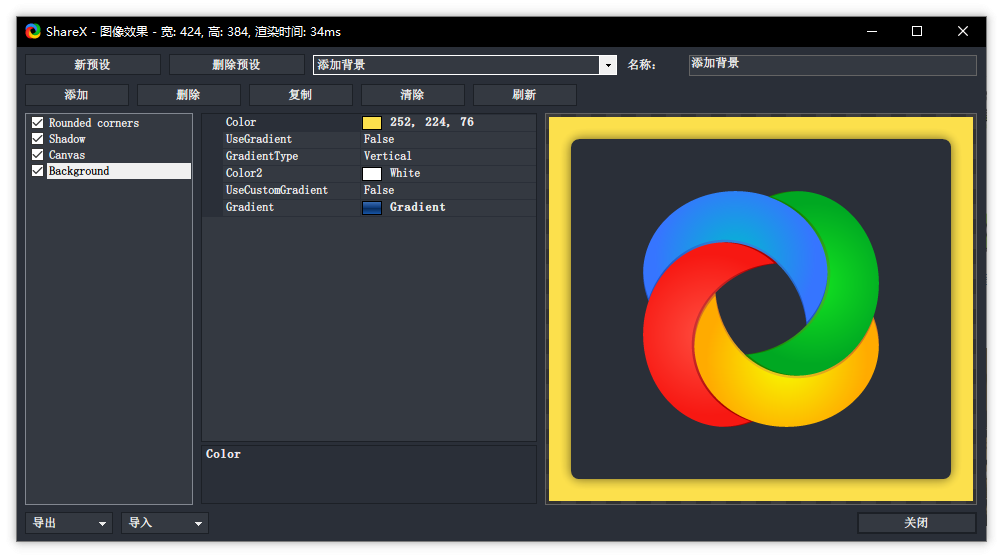 ShareX - 图像效果 - 宽: 424, 高: 384, 渲染时间: 34ms
新预设 删除预设 添加背景 名称: 添加背景
添加 删除 复制 清除 刷新
Rounded corners
Shadow
Canvas
Background
Color 252, 224, 76
UseGradient False
GradientType Vertical
Color2 White
UseCustomGradient False
Gradient Gradient
Color
导出 导入 关闭